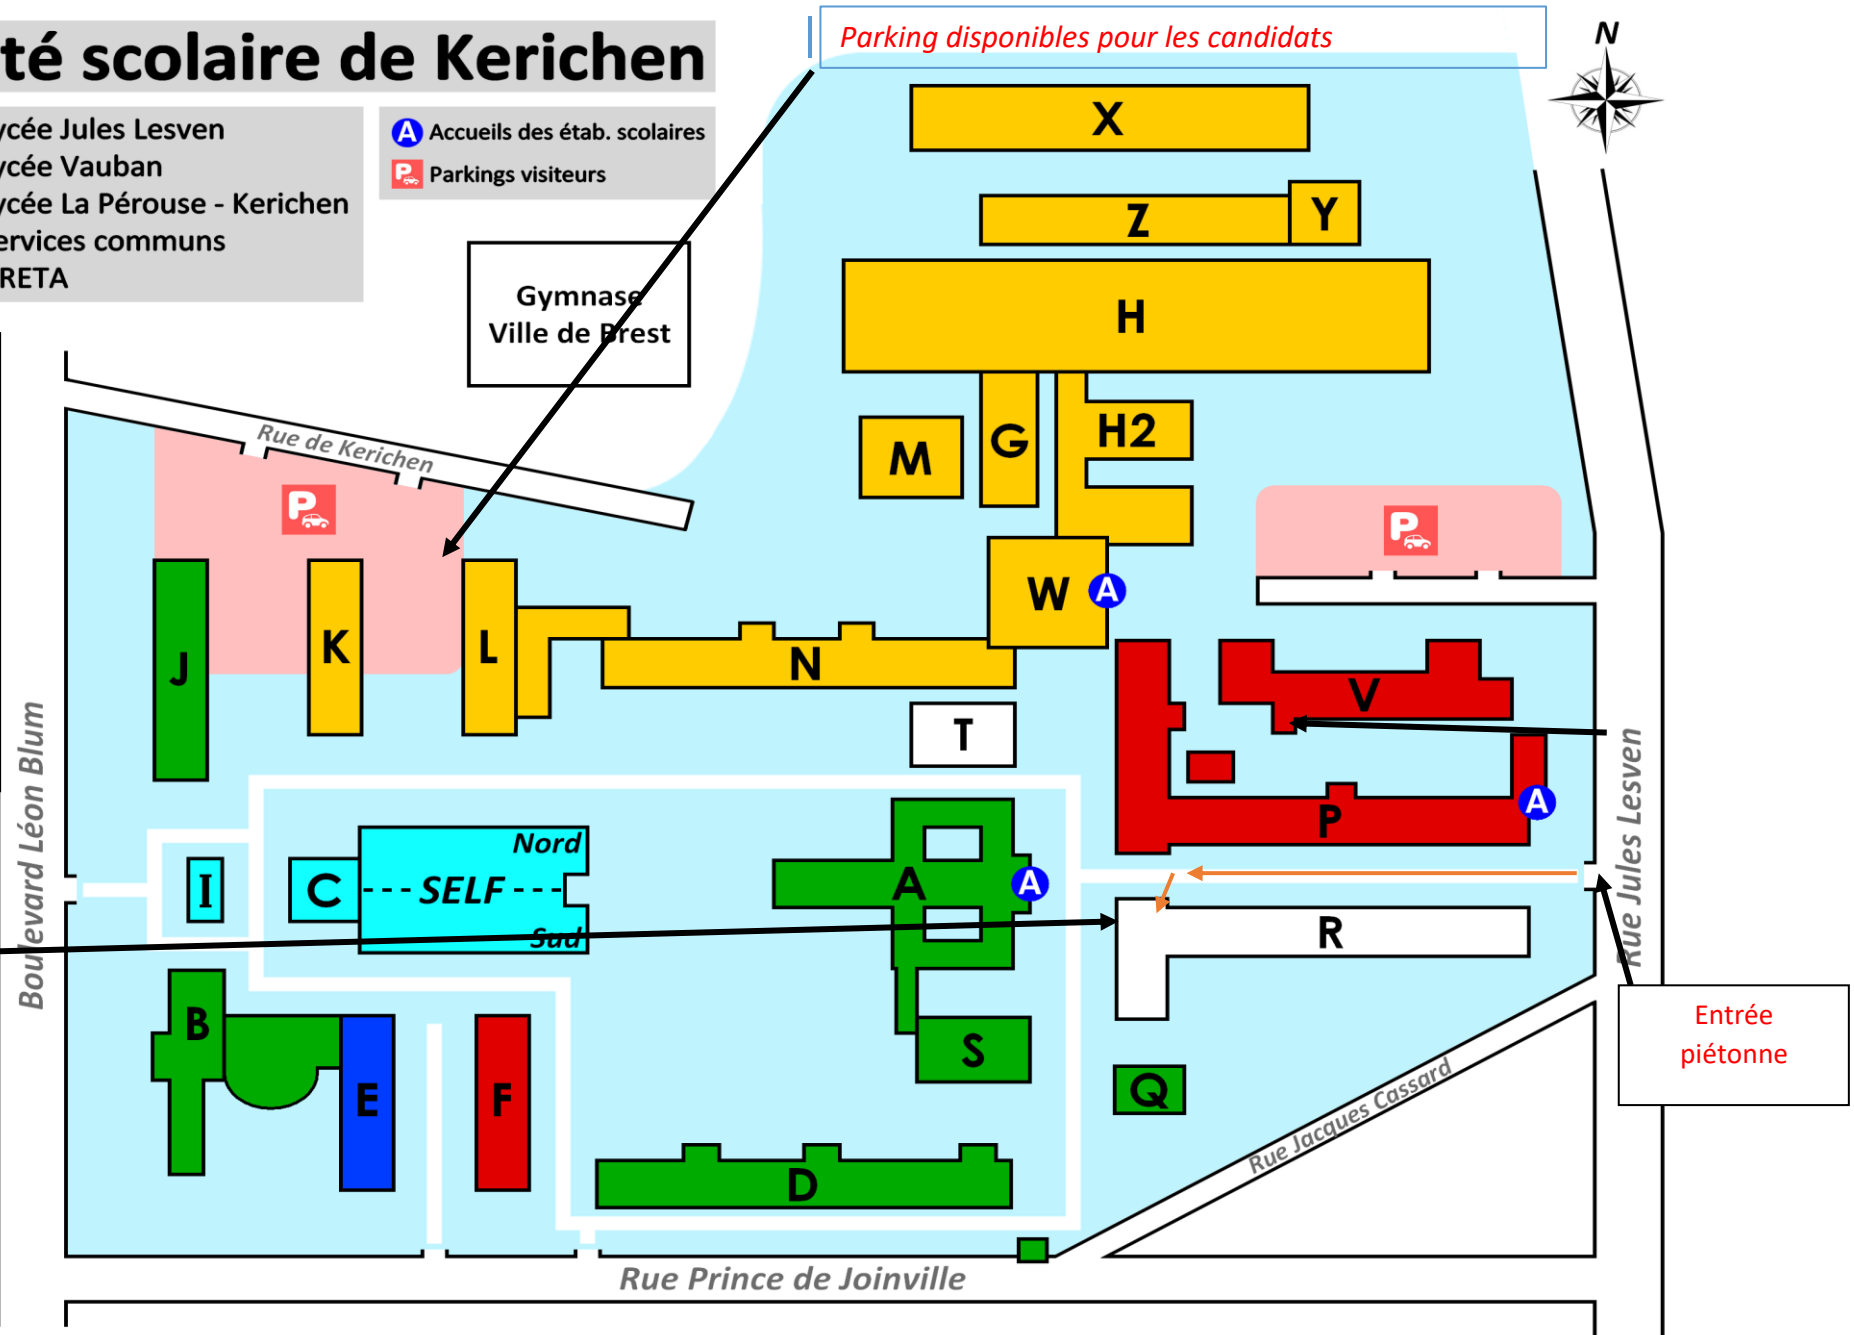 Parking disponibles pour les candidats
N
té scolaire de Kerichen
ycée Jules Lesven
ycée Vauban
ycée La Pérouse - Kerichen
ervices communs
RETA
A Accueils des étab. scolaires
P Parkings visiteurs
X
Z
Y
Gymnase
Ville de Brest
H
Rue de Kerichen
M
G
H2
P
P
W
A
J
K
L
N
V
T
P
A
Boulevard Léon Blum
Rue Jules Lesven
I
C
Nord
SELF
Sud
A
A
R
B
E
F
S
Q
D
Entrée
piétonne
Rue Jacques Cassard
Rue Prince de Joinville